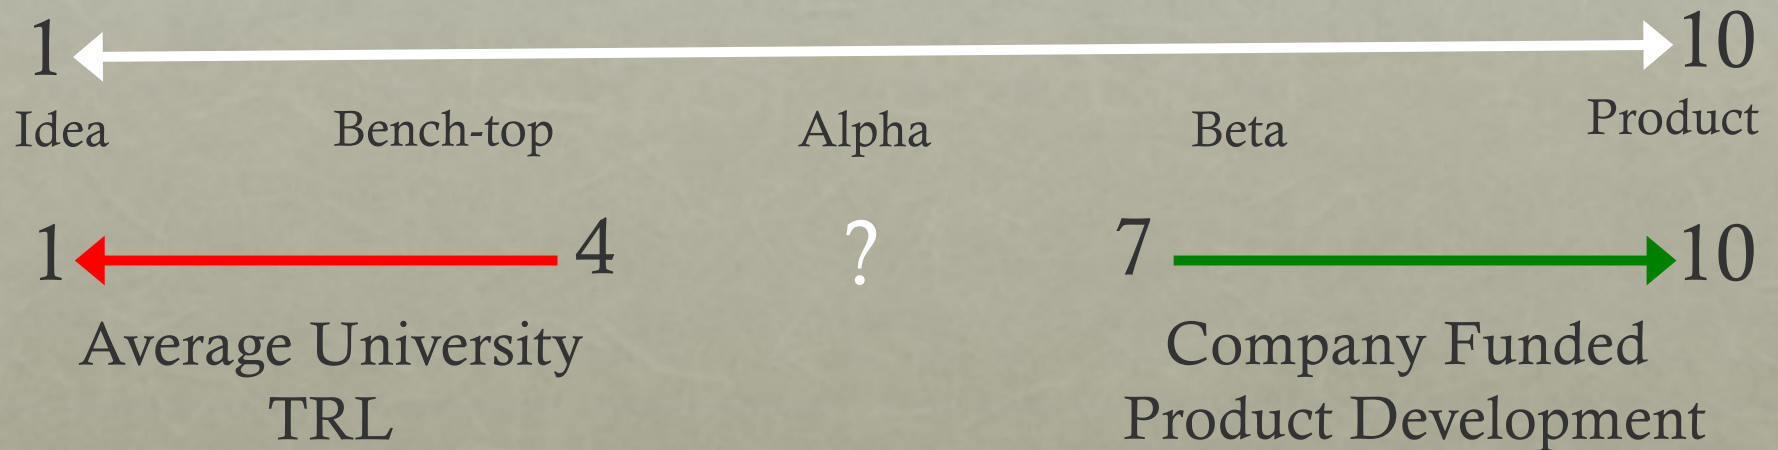 1 10
Idea Bench-top Alpha Beta Product
1 4 ? 7 10
Average University Company Funded
TRL Product Development